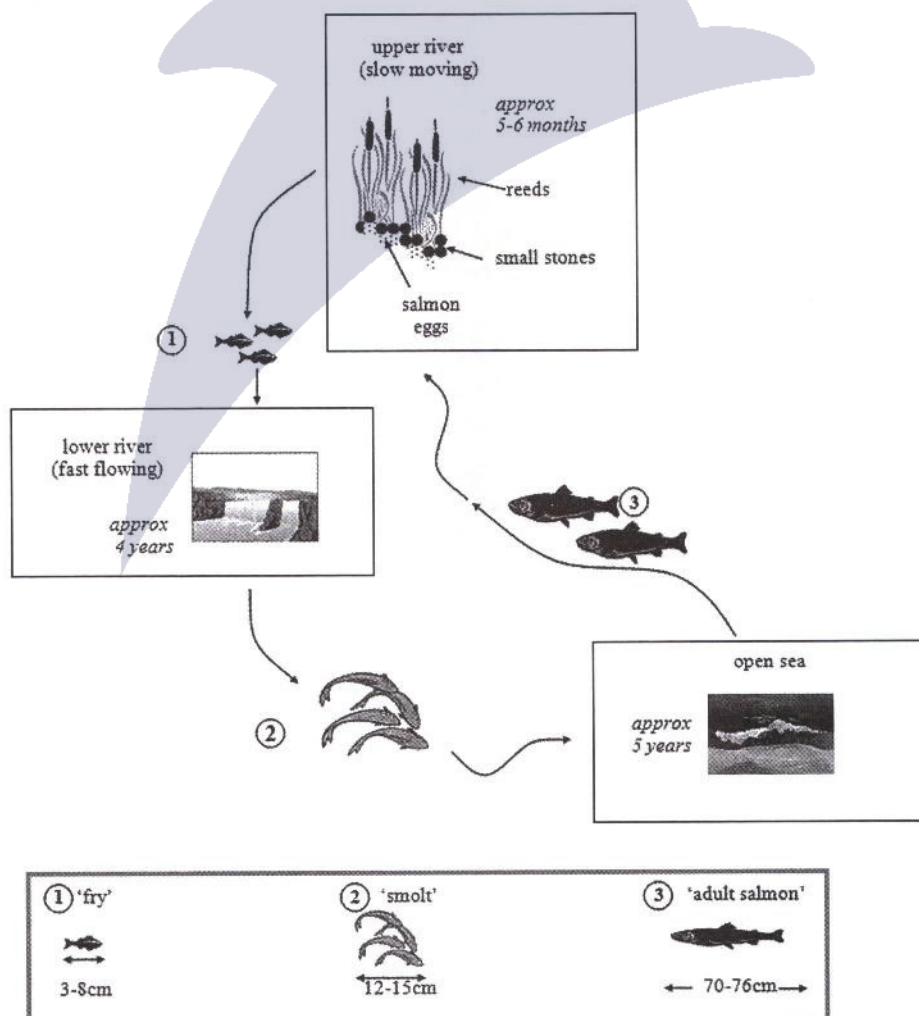 upper river
(slow moving)
approx
5-6 months
reeds
small stones
salmon
eggs
1
lower river
(fast flowing)
approx
4 years
3
open sea
approx
5 years
2
1 'fry'
3-8cm
2 'smolt'
12-15cm
3 'adult salmon'
70-76cm